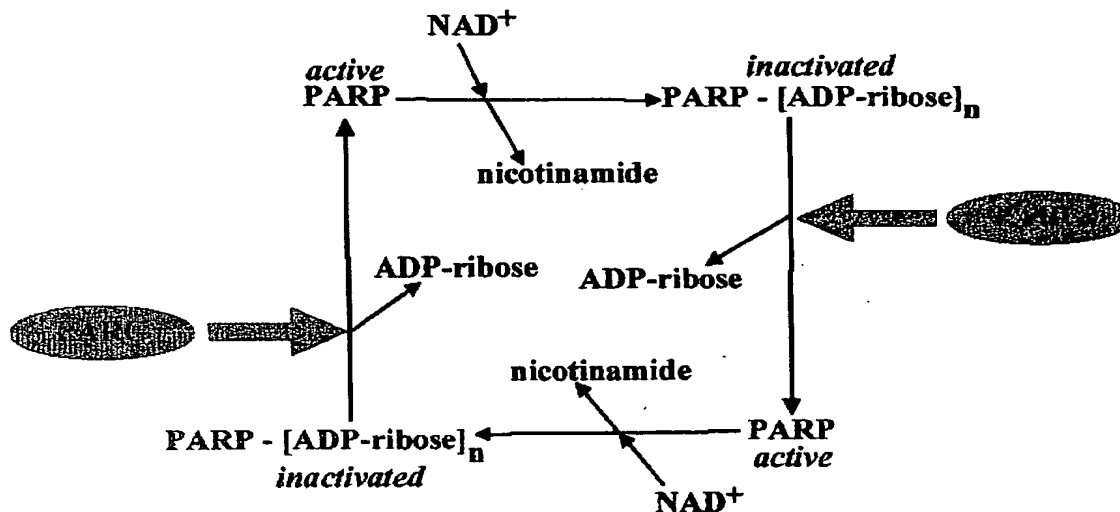 NAD+
active
PARP
inactivated
PARP - [ADP-ribose]n
nicotinamide
ADP-ribose
ADP-ribose
PARG
nicotinamide
PARP - [ADP-ribose]n
inactivated
PARP
active
NAD+